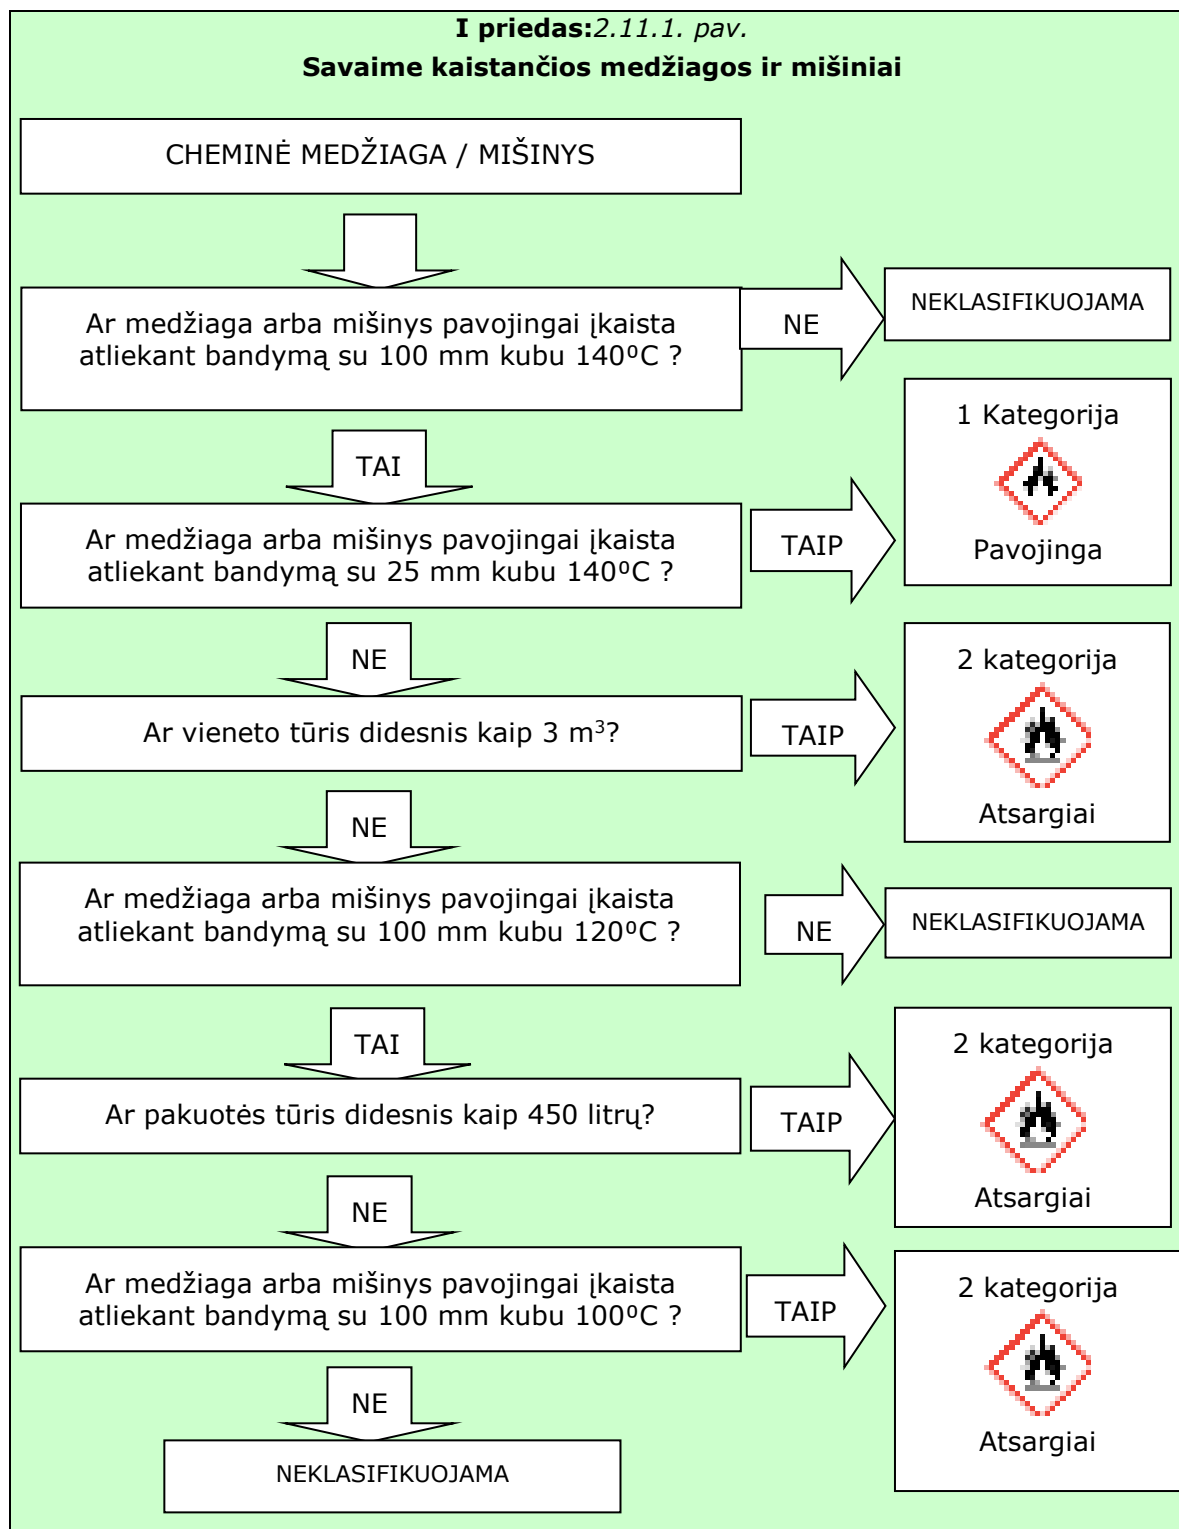 I priedas:2.11.1. pav.
Savaime kaistančios medžiagos ir mišiniai
CHEMINĖ MEDŽIAGA / MIŠINYS
Ar medžiaga arba mišinys pavojingai įkaista
atliekant bandymą su 100 mm kubu 140ºC ?
NE
NEKLASIFIKUOJAMA
TAI
1 Kategorija
Pavojinga
Ar medžiaga arba mišinys pavojingai įkaista
atliekant bandymą su 25 mm kubu 140ºC ?
TAIP
NE
2 kategorija
Atsargiai
Ar vieneto tūris didesnis kaip 3 m³?
TAIP
NE
Ar medžiaga arba mišinys pavojingai įkaista
atliekant bandymą su 100 mm kubu 120ºC ?
NE
NEKLASIFIKUOJAMA
TAI
2 kategorija
Atsargiai
Ar pakuotės tūris didesnis kaip 450 litrų?
TAIP
NE
Ar medžiaga arba mišinys pavojingai įkaista
atliekant bandymą su 100 mm kubu 100ºC ?
TAIP
2 kategorija
Atsargiai
NE
NEKLASIFIKUOJAMA